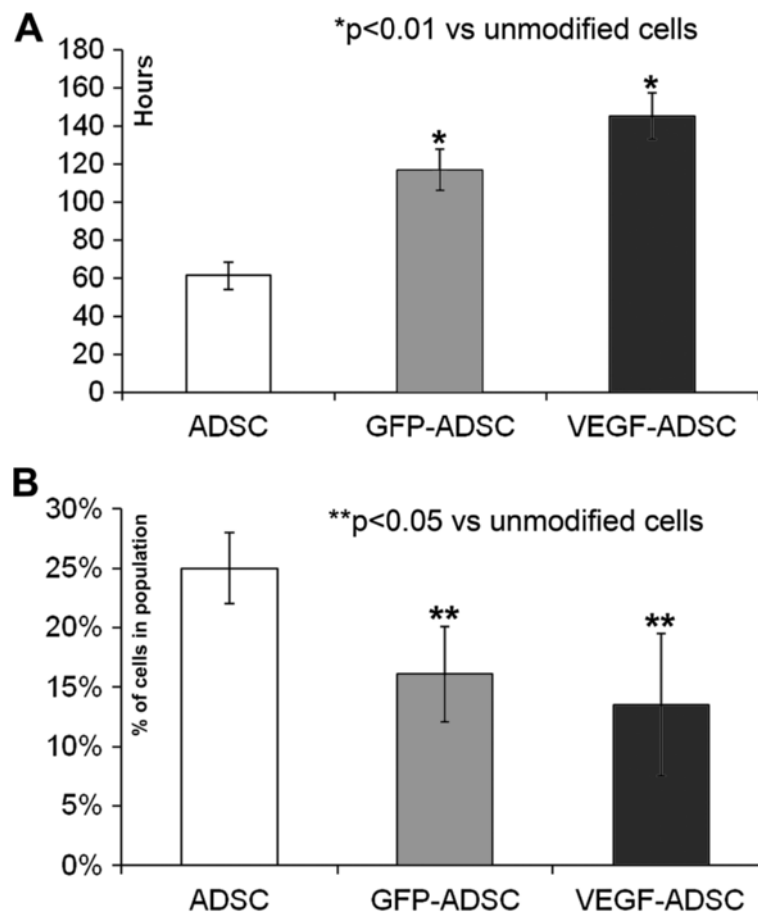 A
*p<0.01 vs unmodified cells
Hours
180
160
140
120
100
80
60
40
20
0
*
*
ADSC GFP-ADSC VEGF-ADSC
B
**p<0.05 vs unmodified cells
% of cells in population
30%
25%
20%
15%
10%
5%
0%
**
**
ADSC GFP-ADSC VEGF-ADSC